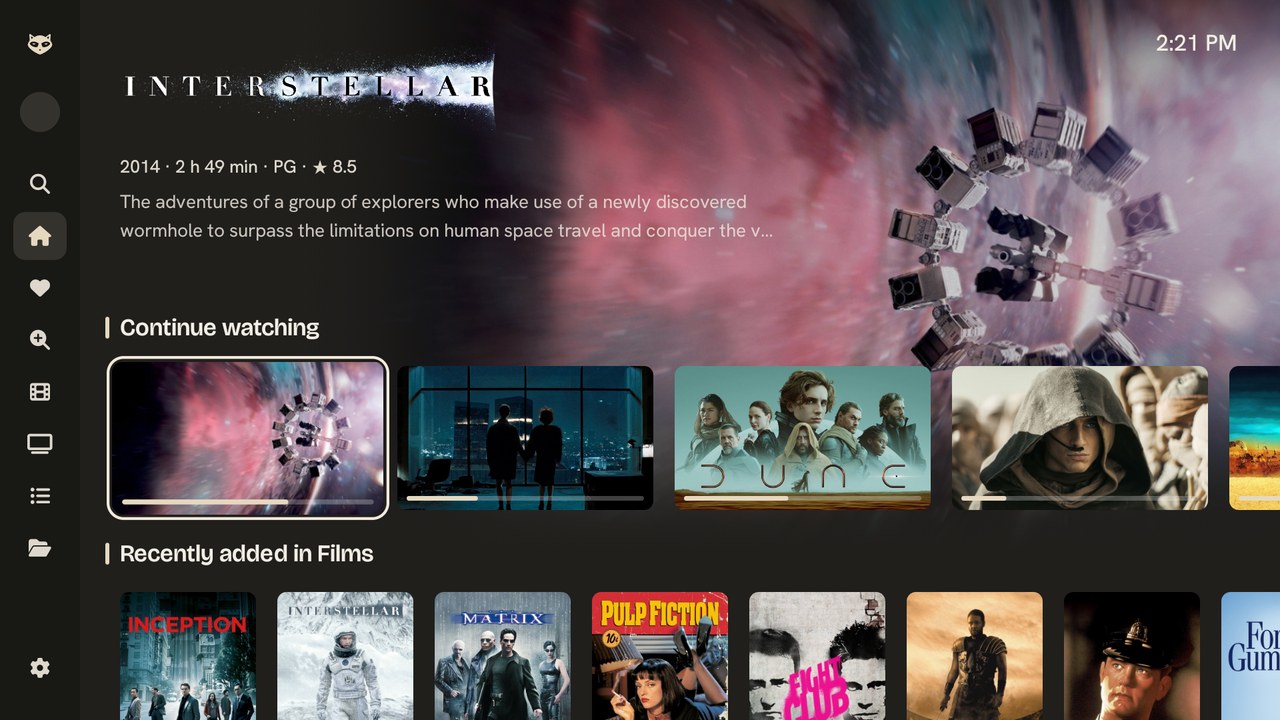 2:21 PM
INTERSTELLAR
2014 · 2 h 49 min · PG · ★ 8.5
The adventures of a group of explorers who make use of a newly discovered
wormhole to surpass the limitations on human space travel and conquer the v...
Continue watching
DUNE
Recently added in Films
INCEPTION
INTERSTELLAR
MATRIX
PULP FICTION
10¢
FIGHT
CLUB
For
Gum